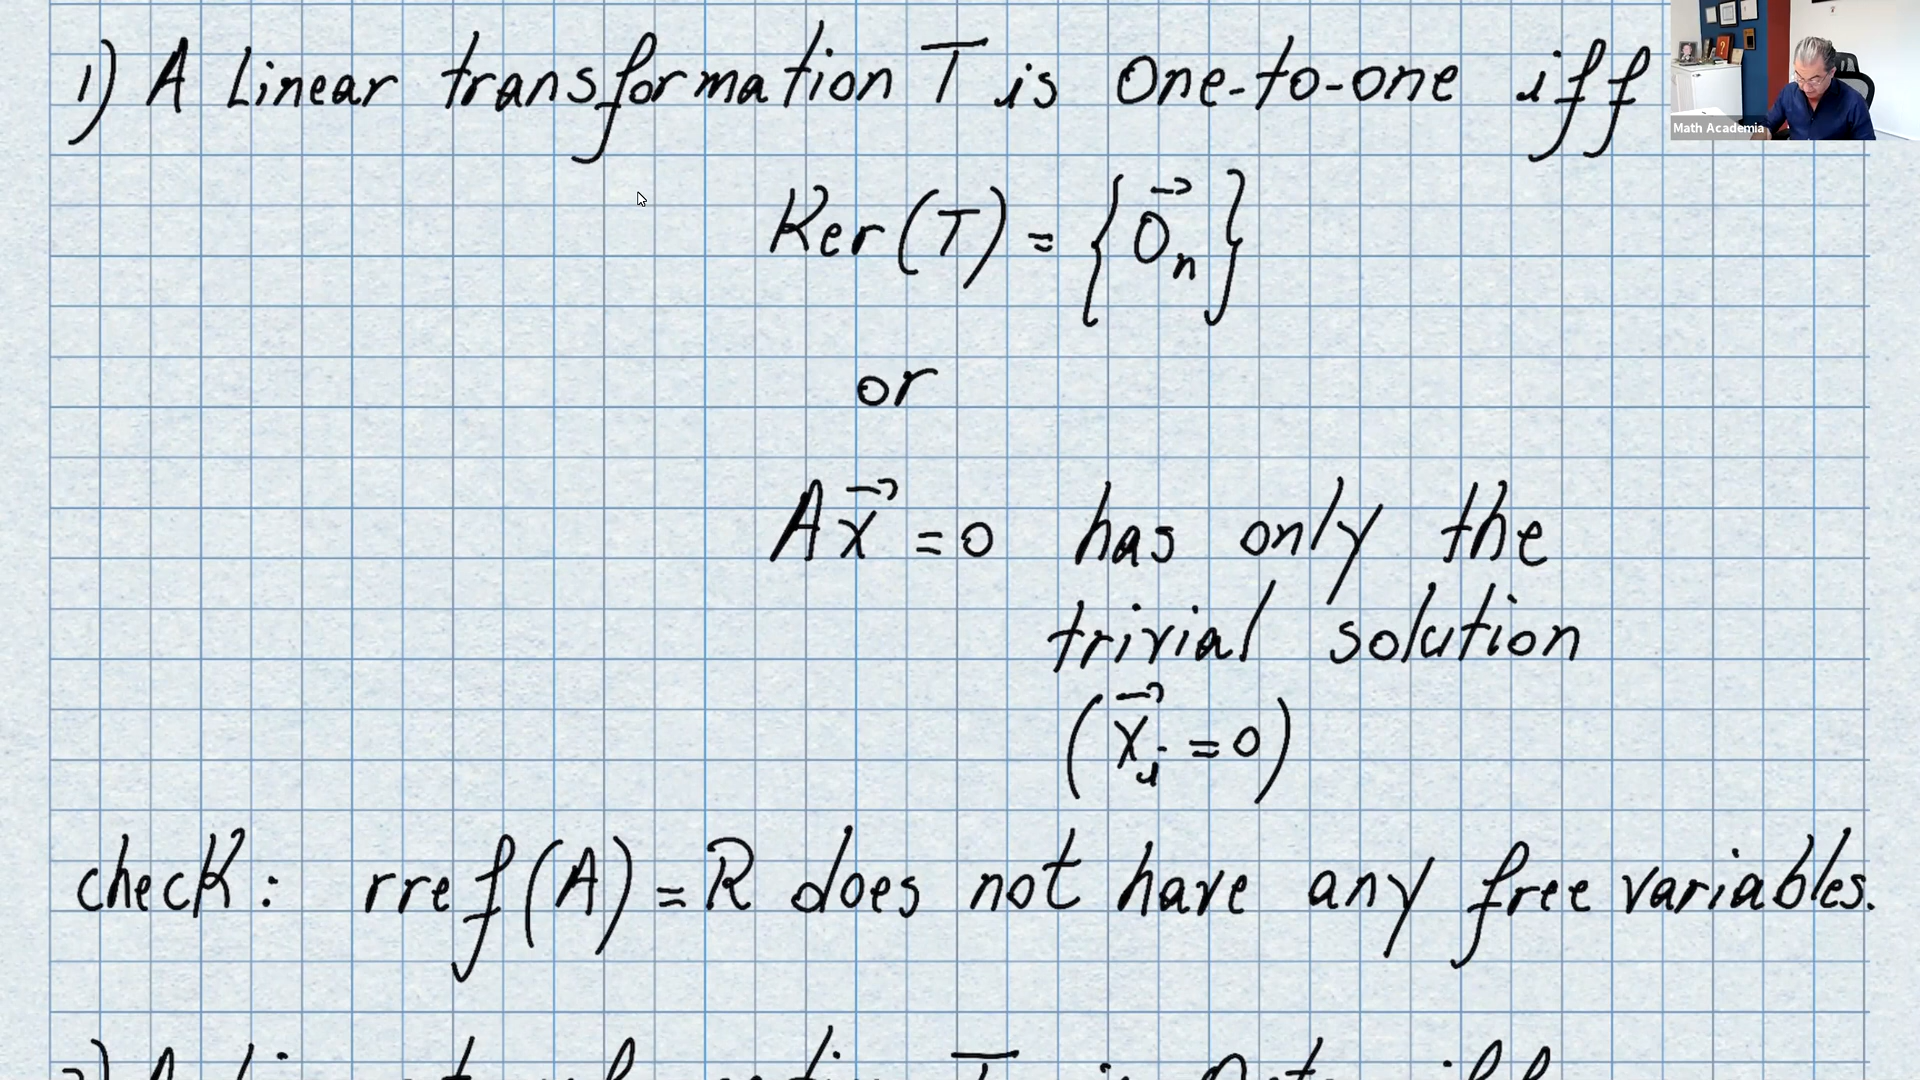 1) A Linear transformation T is one-to-one iff
Math Academia
Ker(T) = {0⃗ₙ}
or
Ax⃗ = 0 has only the
trivial solution
(x⃗ⱼ = 0)
check: rref(A) = R does not have any free variables.